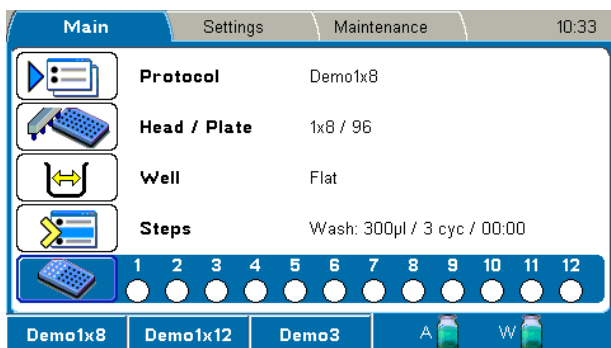 Main Settings Maintenance 10:33
Protocol Demo1x8
Head / Plate 1x8 / 96
Well Flat
Steps Wash: 300µl / 3 cyc / 00:00
1 2 3 4 5 6 7 8 9 10 11 12
Demo1x8 Demo1x12 Demo3 A W